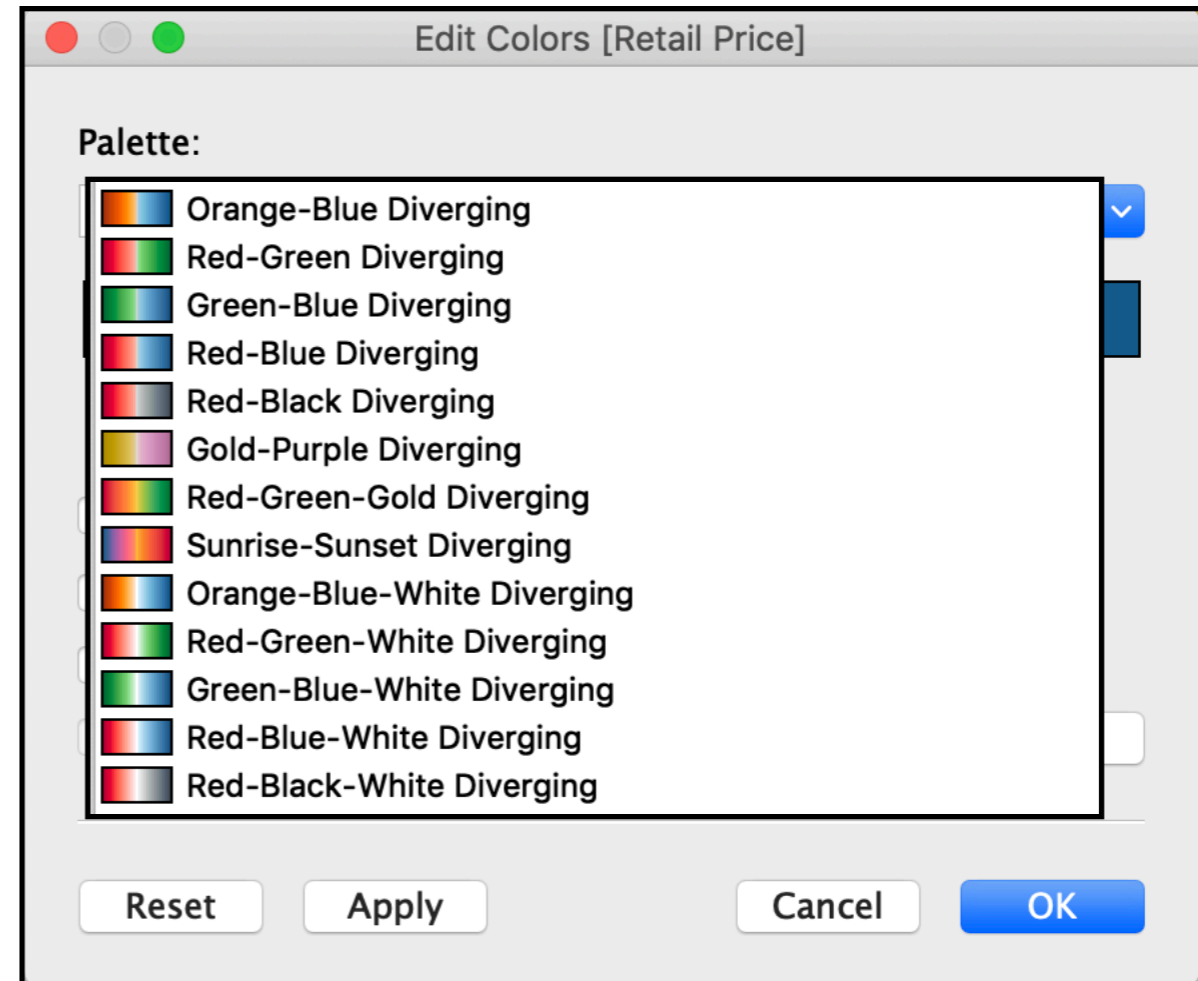 Edit Colors [Retail Price]
Palette:
Orange-Blue Diverging
Red-Green Diverging
Green-Blue Diverging
Red-Blue Diverging
Red-Black Diverging
Gold-Purple Diverging
Red-Green-Gold Diverging
Sunrise-Sunset Diverging
Orange-Blue-White Diverging
Red-Green-White Diverging
Green-Blue-White Diverging
Red-Blue-White Diverging
Red-Black-White Diverging
Reset Apply Cancel OK